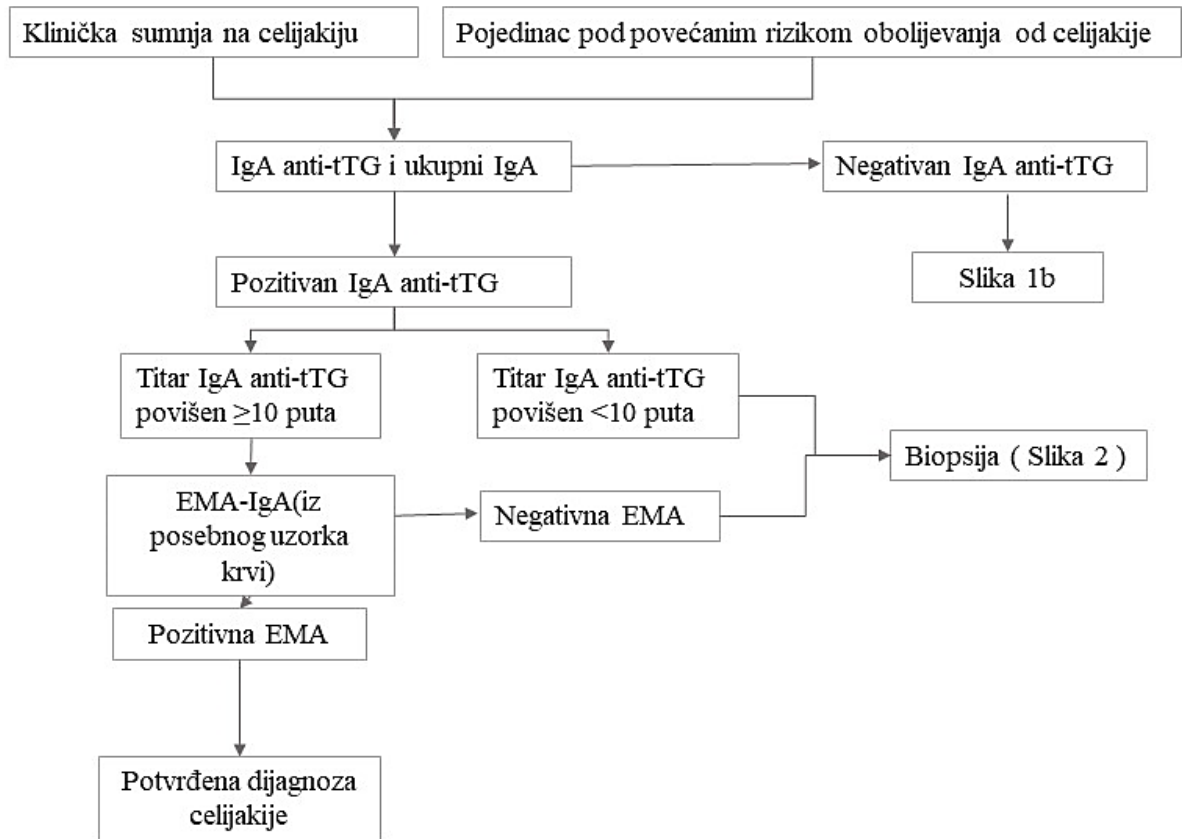 Klinička sumnja na celijakiju
Pojedinac pod povećanim rizikom obolijevanja od celijakije
IgA anti-tTG i ukupni IgA
Negativan IgA anti-tTG
Pozitivan IgA anti-tTG
Slika 1b
Titar IgA anti-tTG
povišen ≥10 puta
Titar IgA anti-tTG
povišen <10 puta
Biopsija ( Slika 2 )
EMA-IgA(iz
posebnog uzorka
krvi)
Negativna EMA
Pozitivna EMA
Potvrđena dijagnoza
celijakije